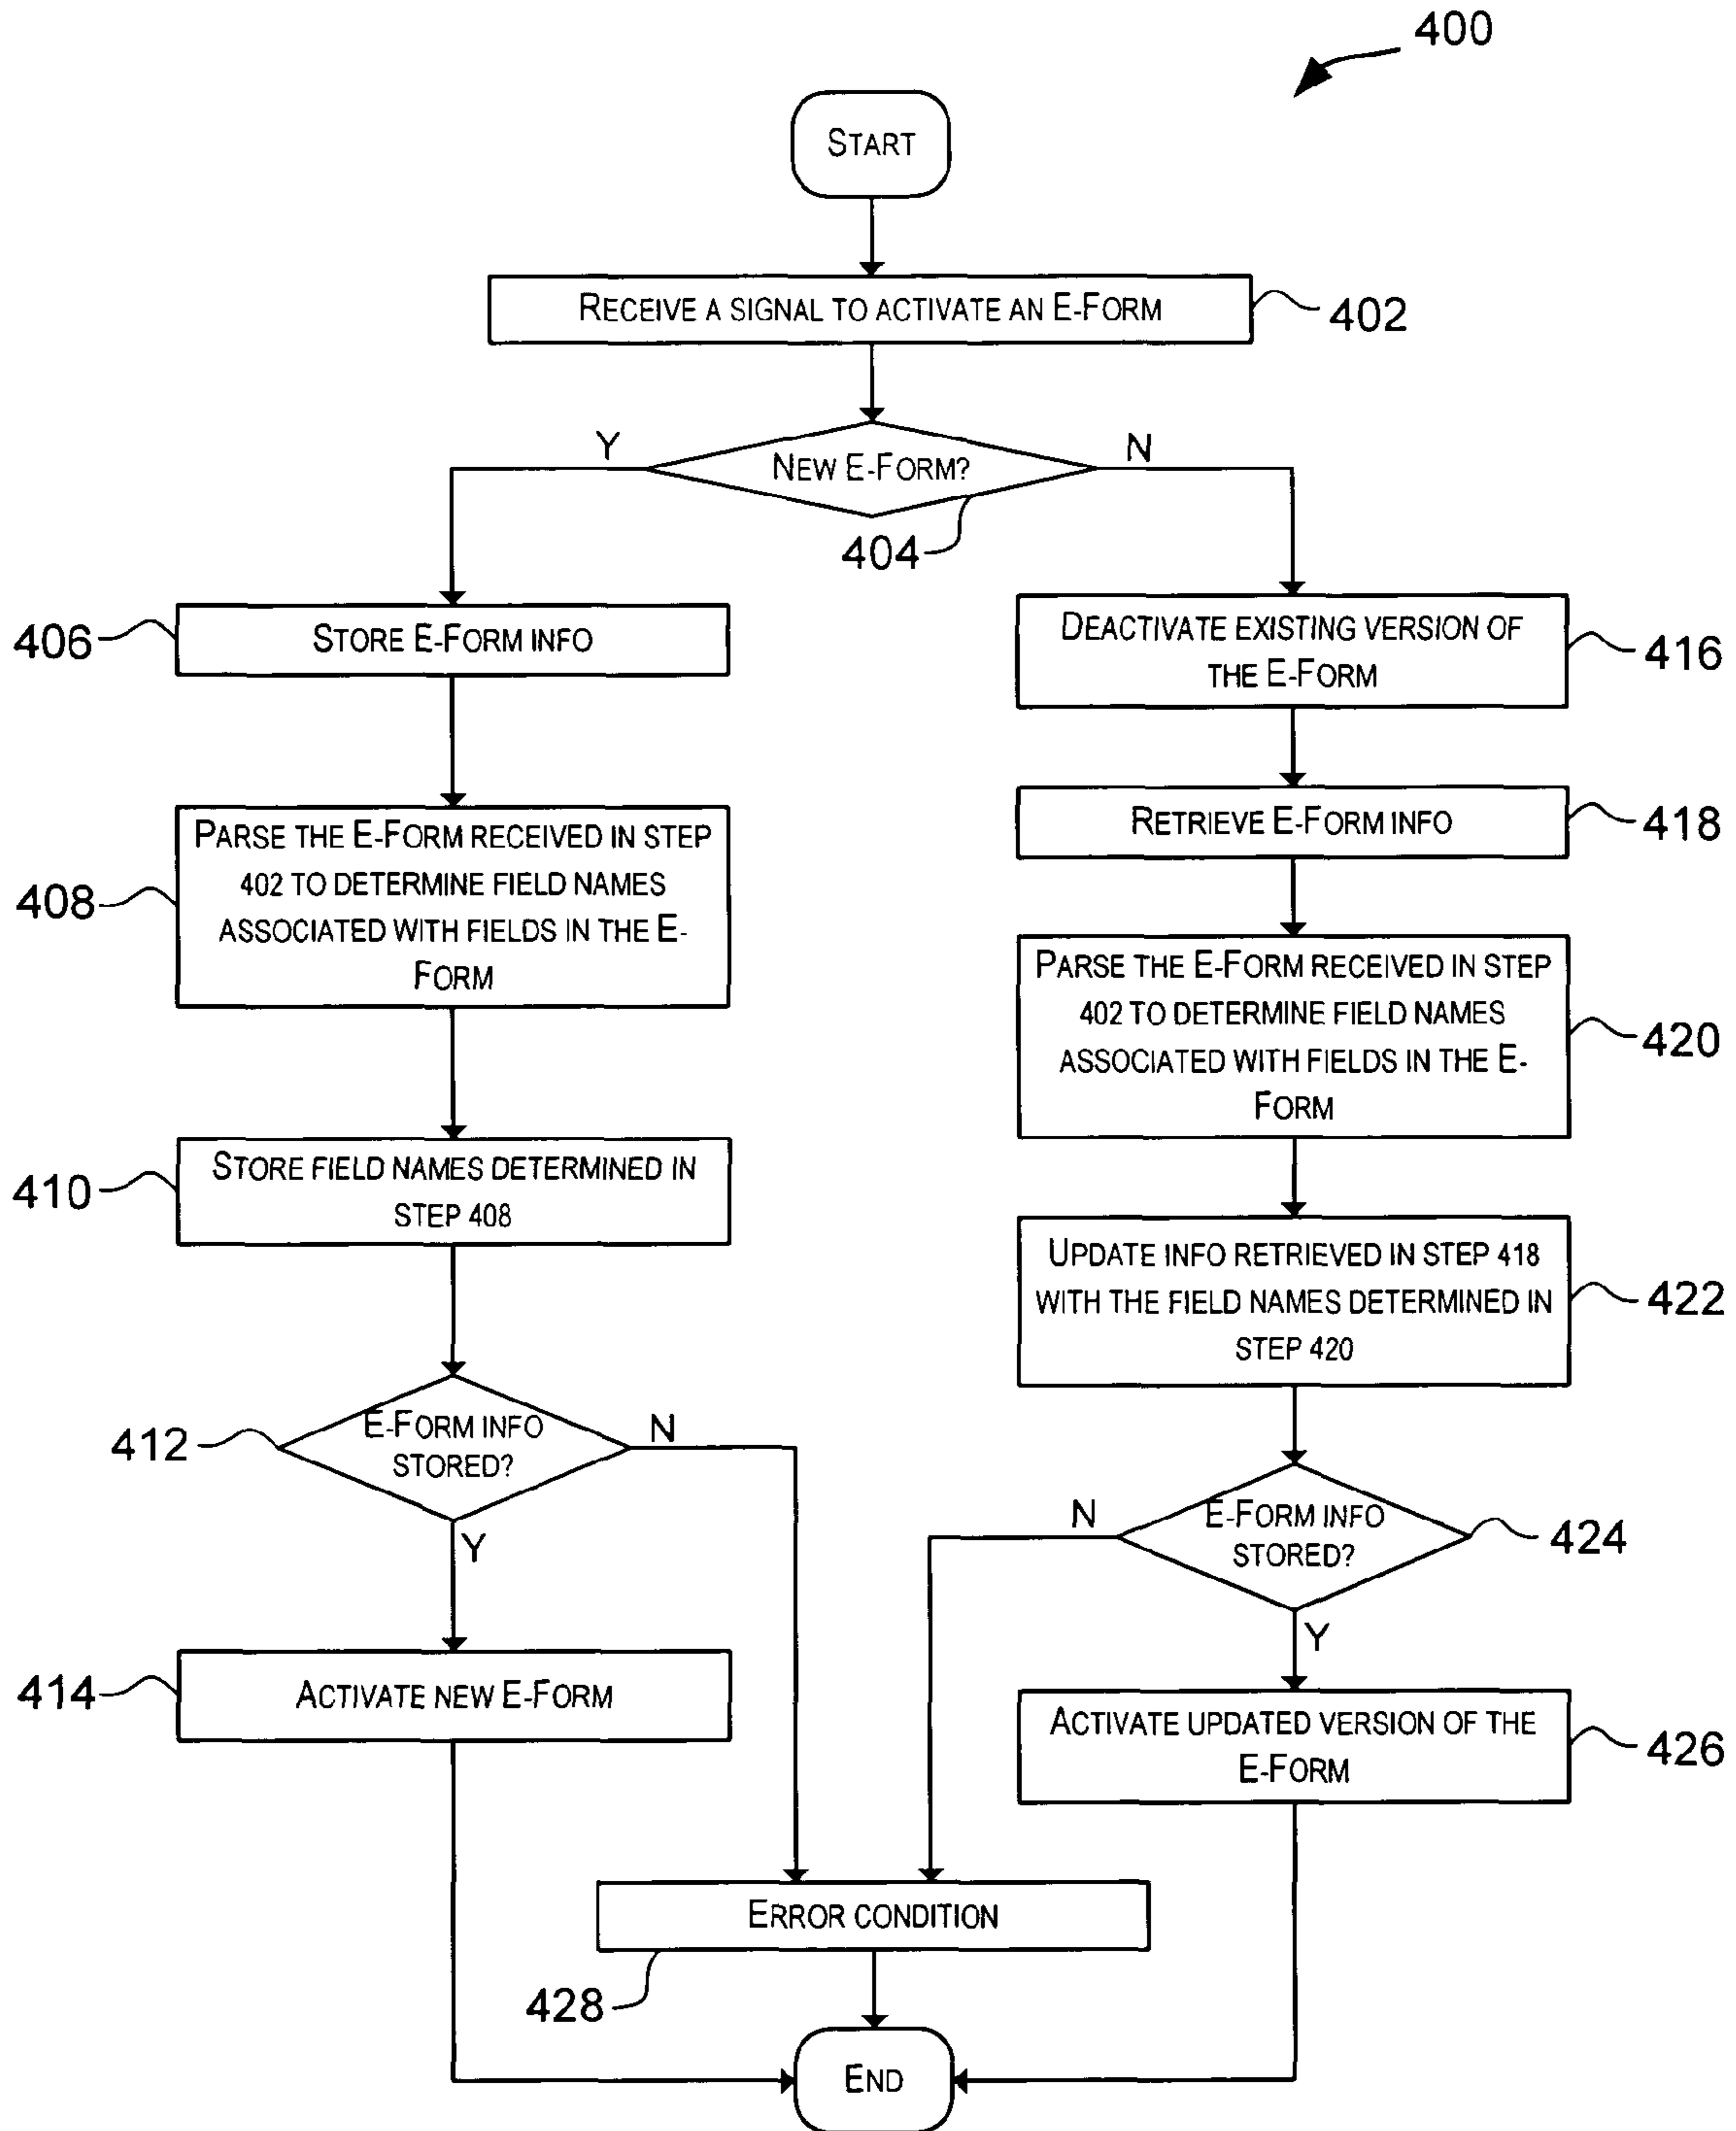 400
START
RECEIVE A SIGNAL TO ACTIVATE AN E-FORM
402
Y
NEW E-FORM?
N
404
406
STORE E-FORM INFO
DEACTIVATE EXISTING VERSION OF
THE E-FORM
416
RETRIEVE E-FORM INFO
418
408
PARSE THE E-FORM RECEIVED IN STEP
402 TO DETERMINE FIELD NAMES
ASSOCIATED WITH FIELDS IN THE E-
FORM
PARSE THE E-FORM RECEIVED IN STEP
402 TO DETERMINE FIELD NAMES
ASSOCIATED WITH FIELDS IN THE E-
FORM
420
410
STORE FIELD NAMES DETERMINED IN
STEP 408
UPDATE INFO RETRIEVED IN STEP 418
WITH THE FIELD NAMES DETERMINED IN
STEP 420
422
412
E-FORM INFO
STORED?
N
Y
N
E-FORM INFO
STORED?
424
Y
414
ACTIVATE NEW E-FORM
ACTIVATE UPDATED VERSION OF THE
E-FORM
426
ERROR CONDITION
428
END